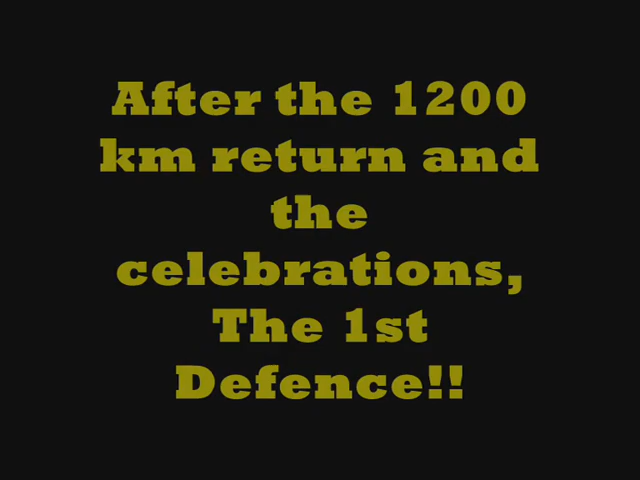 After the 1200
km return and
the
celebrations,
The 1st
Defence!!